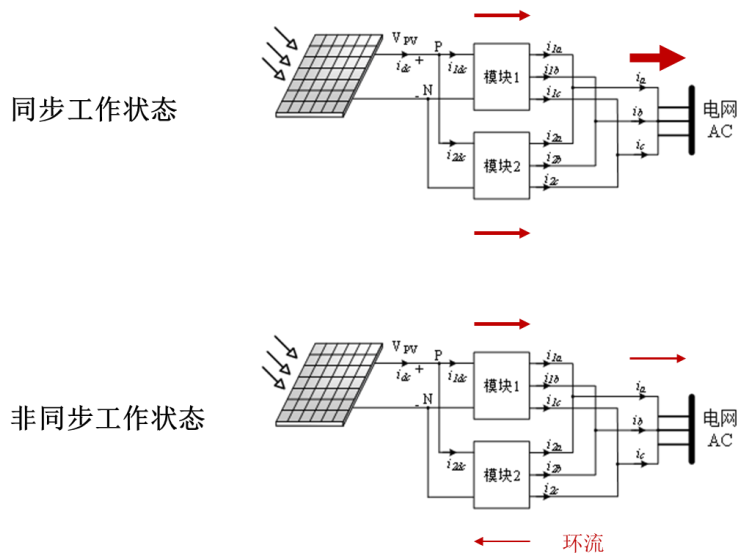 同步工作状态
V PV
i dc
+
P
i 1dc
- N
模块1
i 1a
i 1b
i 1c
i 2dc
模块2
i 2a
i 2b
i 2c
i a
i b
i c
电网
AC
非同步工作状态
V PV
i dc
+
P
i 1dc
- N
模块1
i 1a
i 1b
i 1c
i 2dc
模块2
i 2a
i 2b
i 2c
i a
i b
i c
电网
AC
环流